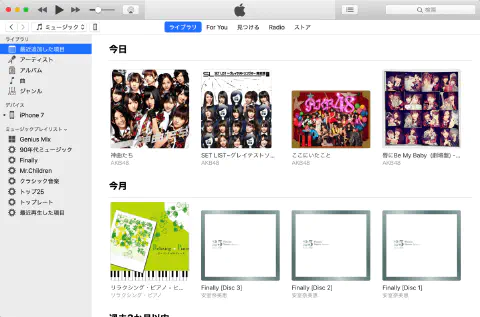 検索
ミュージック
ライブラリ For You 見つける Radio ストア
ライブラリ
最近追加した項目
アーティスト
アルバム
曲
ジャンル
デバイス
iPhone 7
ミュージックプレイリスト
Genius Mix
90年代ミュージック
Finally
Mr.Children
クラシック音楽
トップ25
トップレート
最近再生した項目
今日
神曲たち
AKB48
SET LIST~グレイテストソ...
AKB48
ここにいたこと
AKB48
唇にBe My Baby (劇場盤) -...
AKB48
今月
リラクシング・ピアノ - ヒ...
リラクシング・ピアノ
Finally [Disc 3]
安室奈美恵
Finally [Disc 2]
安室奈美恵
Finally [Disc 1]
安室奈美恵